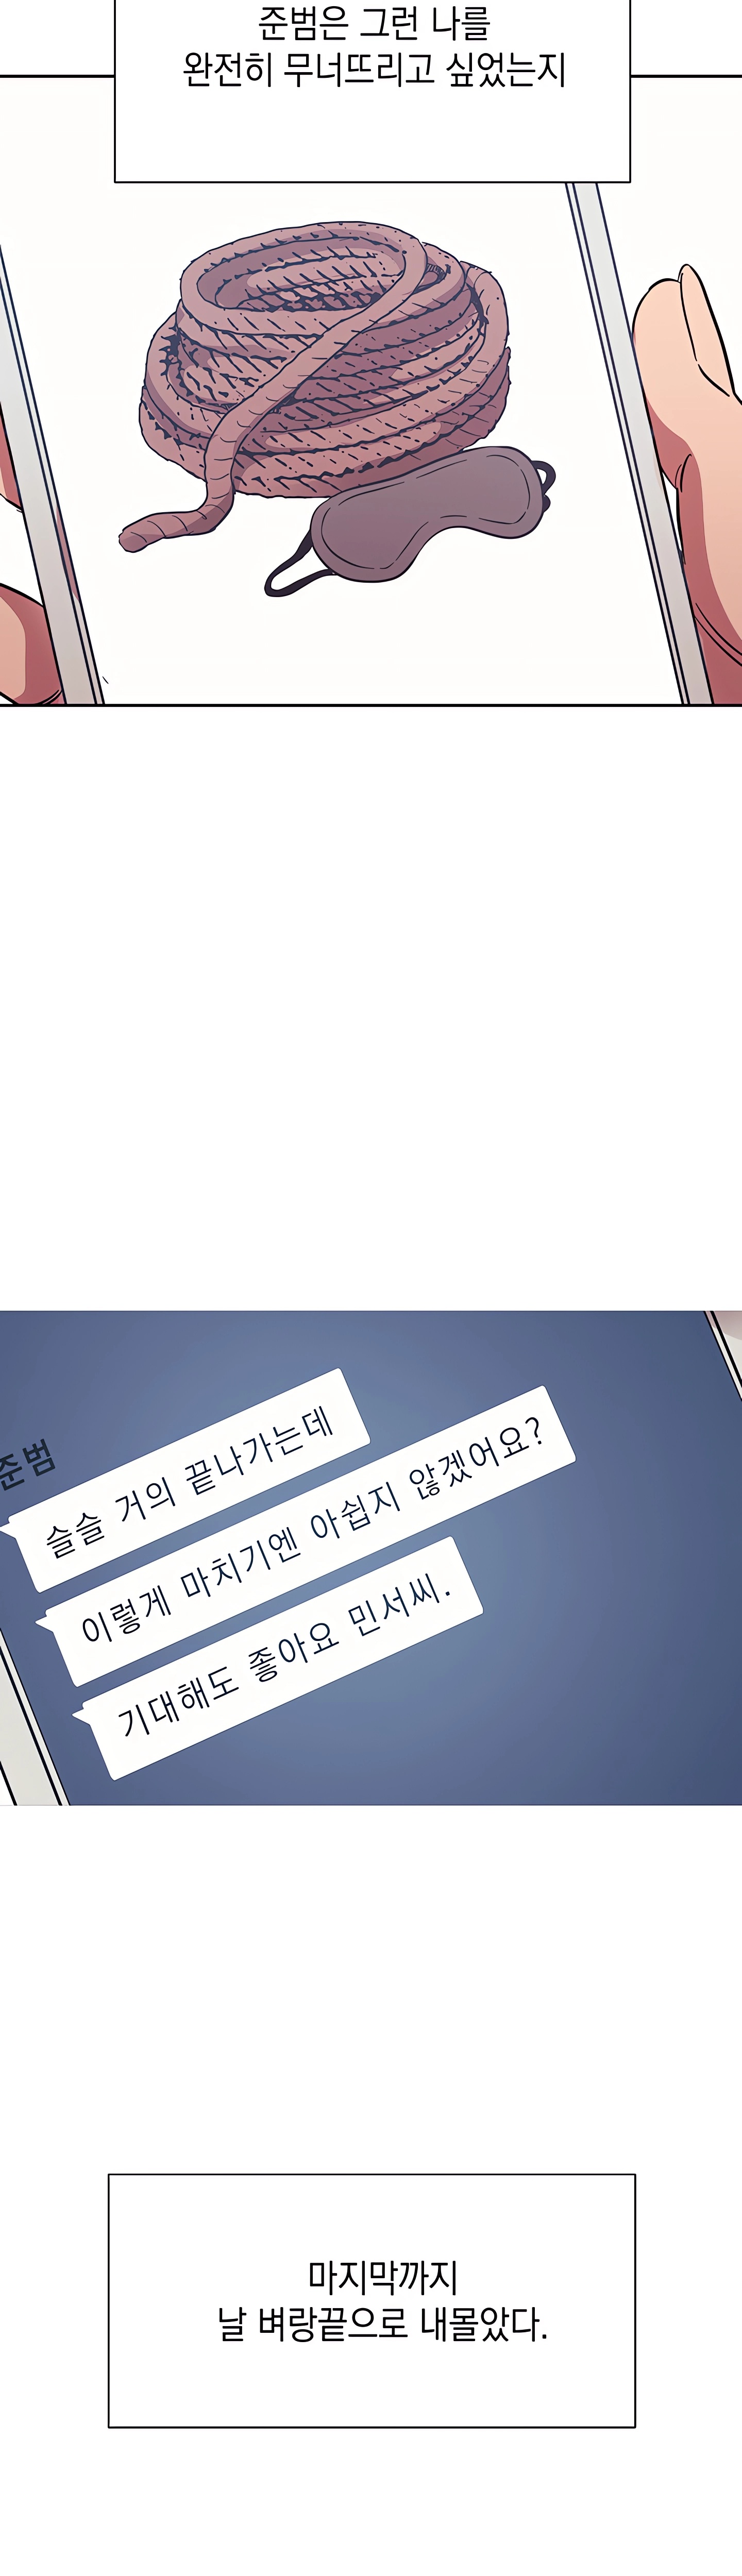 준범은 그런 나를
완전히 무너뜨리고 싶었는지
준범
슬슬 거의 끝나가는데
이렇게 마치기엔 아쉽지 않겠어요?
기대해도 좋아요 민서씨.
마지막까지
날 벼랑끝으로 내몰았다.